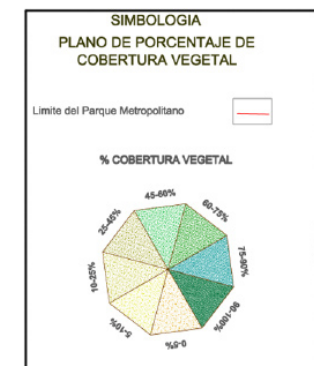 SIMBOLOGIA
PLANO DE PORCENTAJE DE
COBERTURA VEGETAL
Limite del Parque Metropolitano
% COBERTURA VEGETAL
45-60%
60-75%
75-90%
90-100%
0-5%
5-10%
10-25%
25-45%